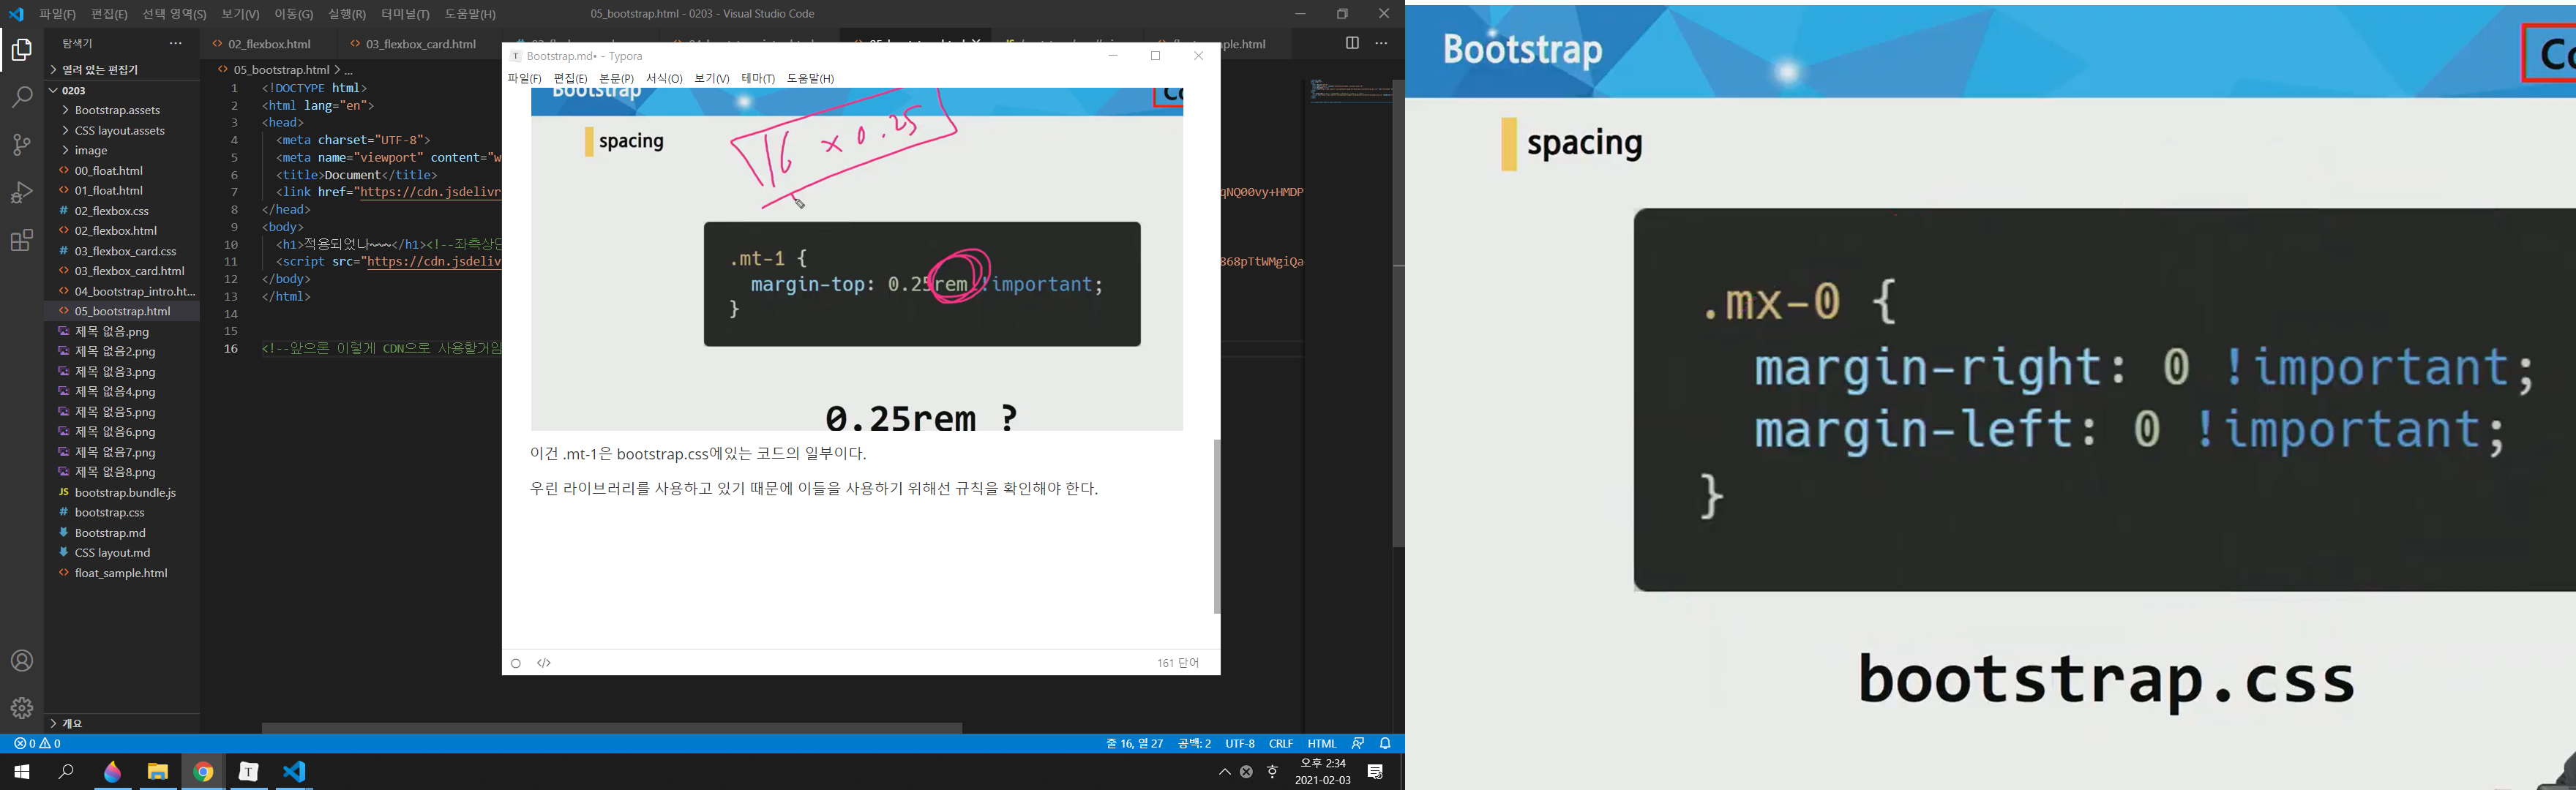 파일(F) 편집(E) 선택 영역(S) 보기(V) 이동(G) 실행(R) 터미널(T) 도움말(H)
05_bootstrap.html - 0203 - Visual Studio Code
탐색기
열려 있는 편집기
0203
Bootstrap.assets
CSS layout.assets
image
00_float.html
01_float.html
02_flexbox.css
02_flexbox.html
03_flexbox_card.css
03_flexbox_card.html
04_bootstrap_intro.ht...
05_bootstrap.html
제목 없음.png
제목 없음2.png
제목 없음3.png
제목 없음4.png
제목 없음5.png
제목 없음6.png
제목 없음7.png
제목 없음8.png
JS bootstrap.bundle.js
# bootstrap.css
Bootstrap.md
CSS layout.md
float_sample.html
개요
02_flexbox.html
03_flexbox_card.html
05_bootstrap.html > ...
1 <!DOCTYPE html>
2 <html lang="en">
3 <head>
4 <meta charset="UTF-8">
5 <meta name="viewport" content="w
6 <title>Document</title>
7 <link href="https://cdn.jsdelivr
qNQ00vy+HMDP
8 </head>
9 <body>
10 <h1>적용되었나~~~</h1><!--좌측상단
11 <script src="https://cdn.jsdeliv
868pTtWMgiQa
12 </body>
13 </html>
14
15
16 <!--앞으론 이렇게 CDN으로 사용할거임
Bootstrap.md• - Typora
파일(F) 편집(E) 본문(P) 서식(O) 보기(V) 테마(T) 도움말(H)
Bootstrap
spacing
16 x 0.25
.mt-1 {
margin-top: 0.25rem !important;
}
0.25rem ?
이건 .mt-1은 bootstrap.css에있는 코드의 일부이다.
우린 라이브러리를 사용하고 있기 때문에 이들을 사용하기 위해선 규칙을 확인해야 한다.
161 단어
0 0
줄 16, 열 27 공백: 2 UTF-8 CRLF HTML
오후 2:34
2021-02-03
Bootstrap
Co
spacing
.mx-0 {
margin-right: 0 !important;
margin-left: 0 !important;
}
bootstrap.css